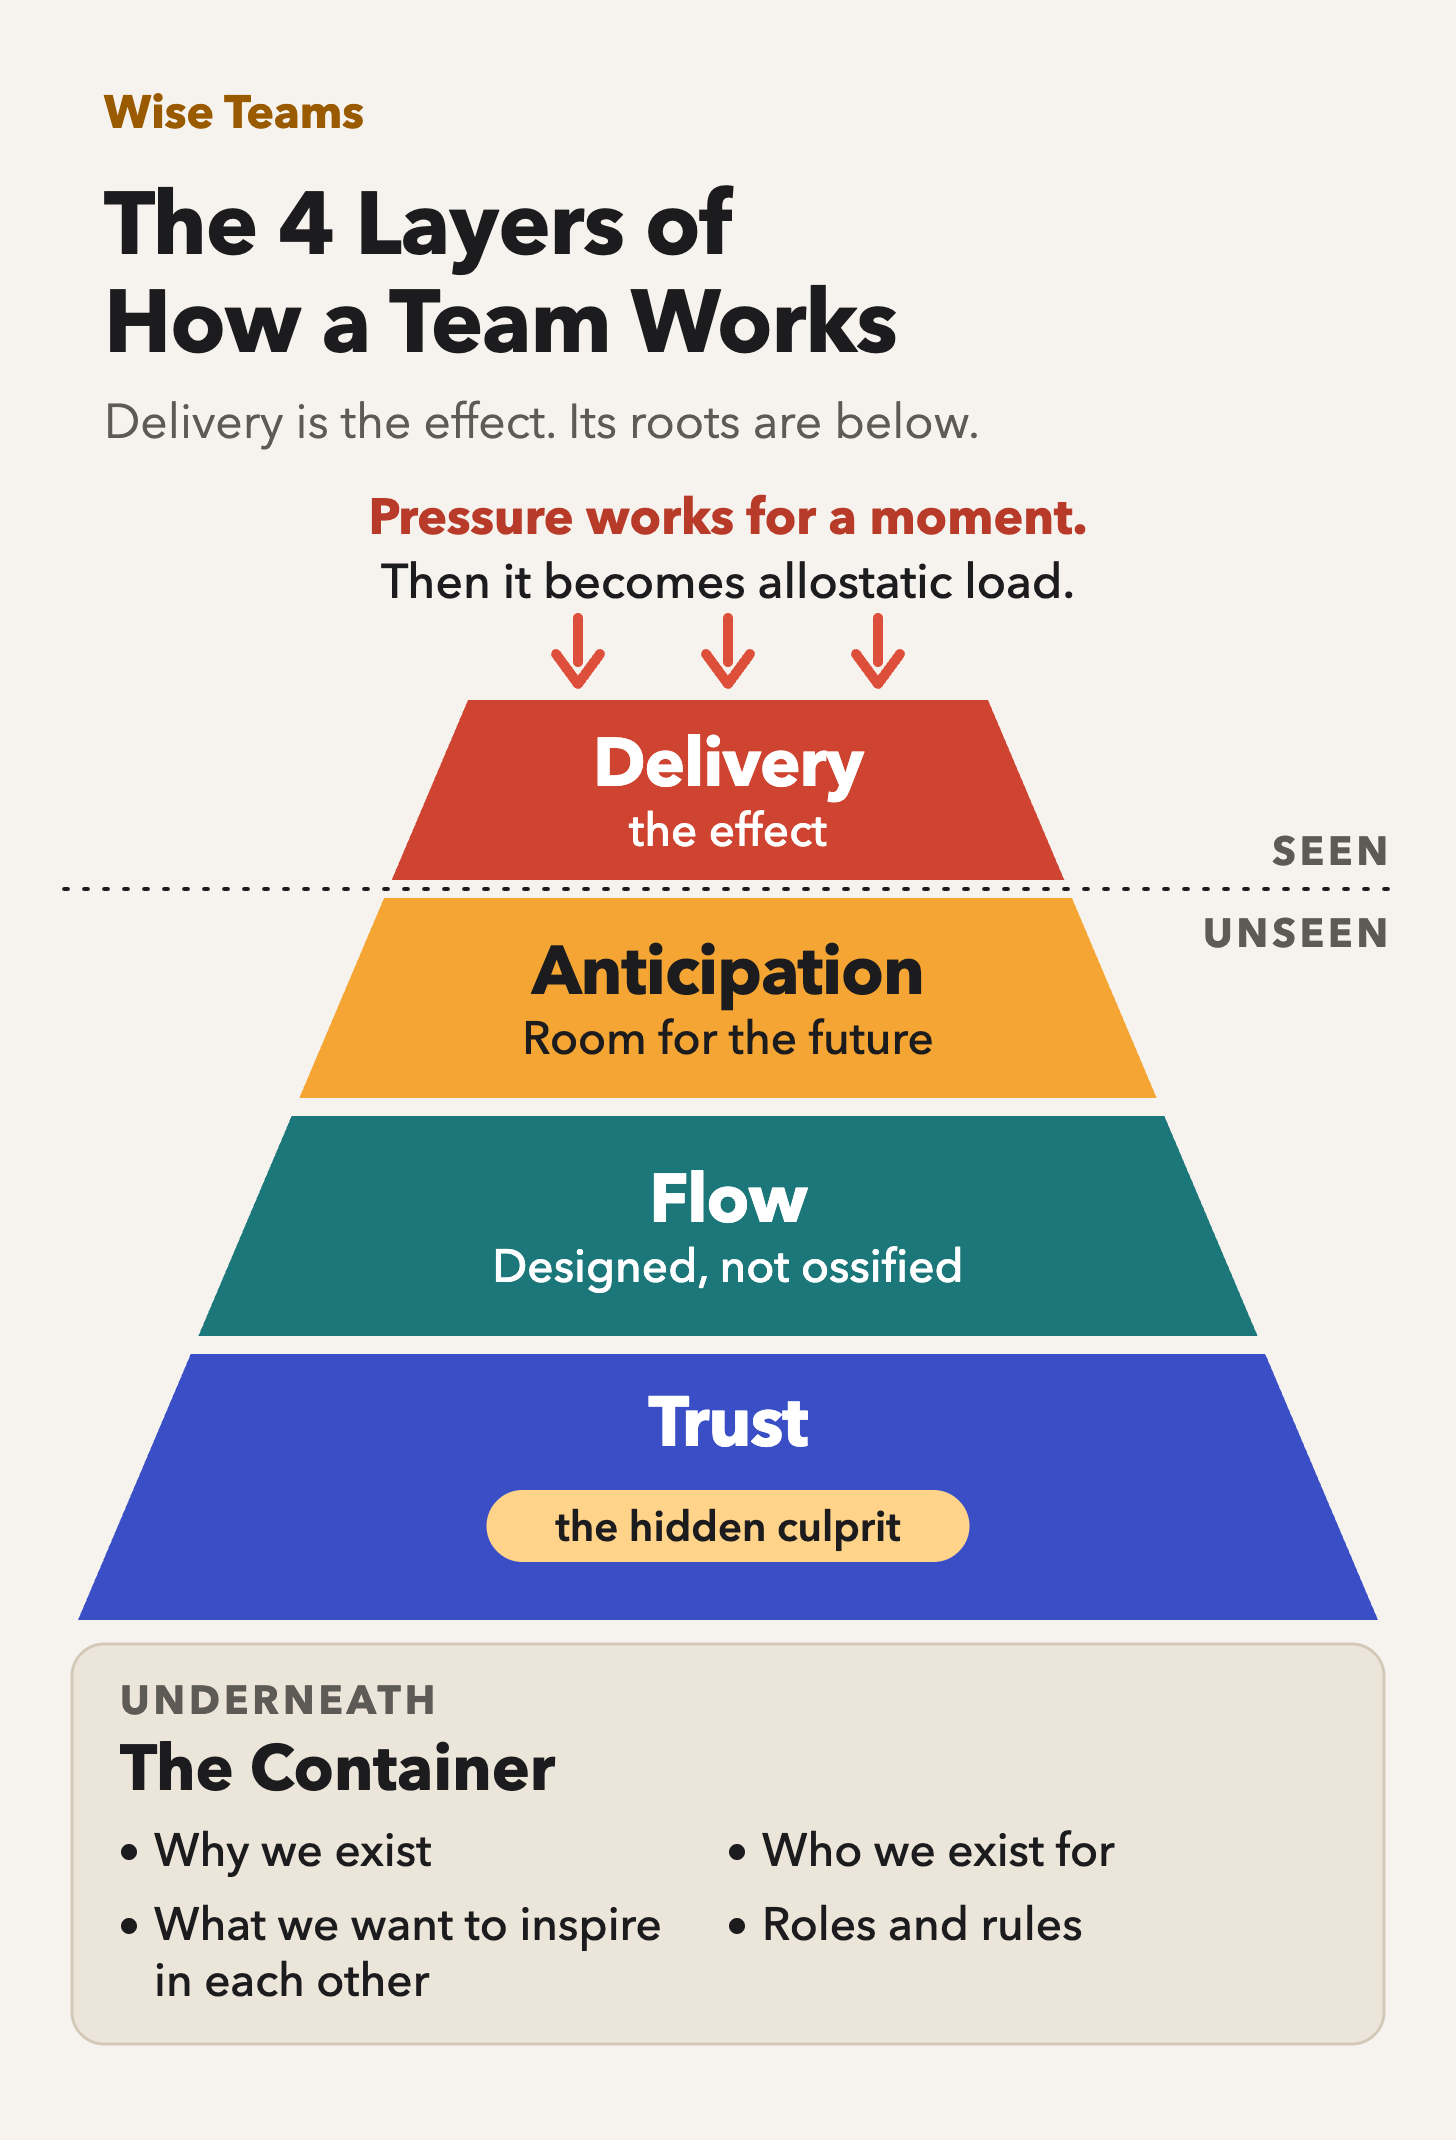 Wise Teams
The 4 Layers of
How a Team Works
Delivery is the effect. Its roots are below.
Pressure works for a moment.
Then it becomes allostatic load.
Delivery
the effect
SEEN
UNSEEN
Anticipation
Room for the future
Flow
Designed, not ossified
Trust
the hidden culprit
UNDERNEATH
The Container
• Why we exist
• Who we exist for
• What we want to inspire
in each other
• Roles and rules